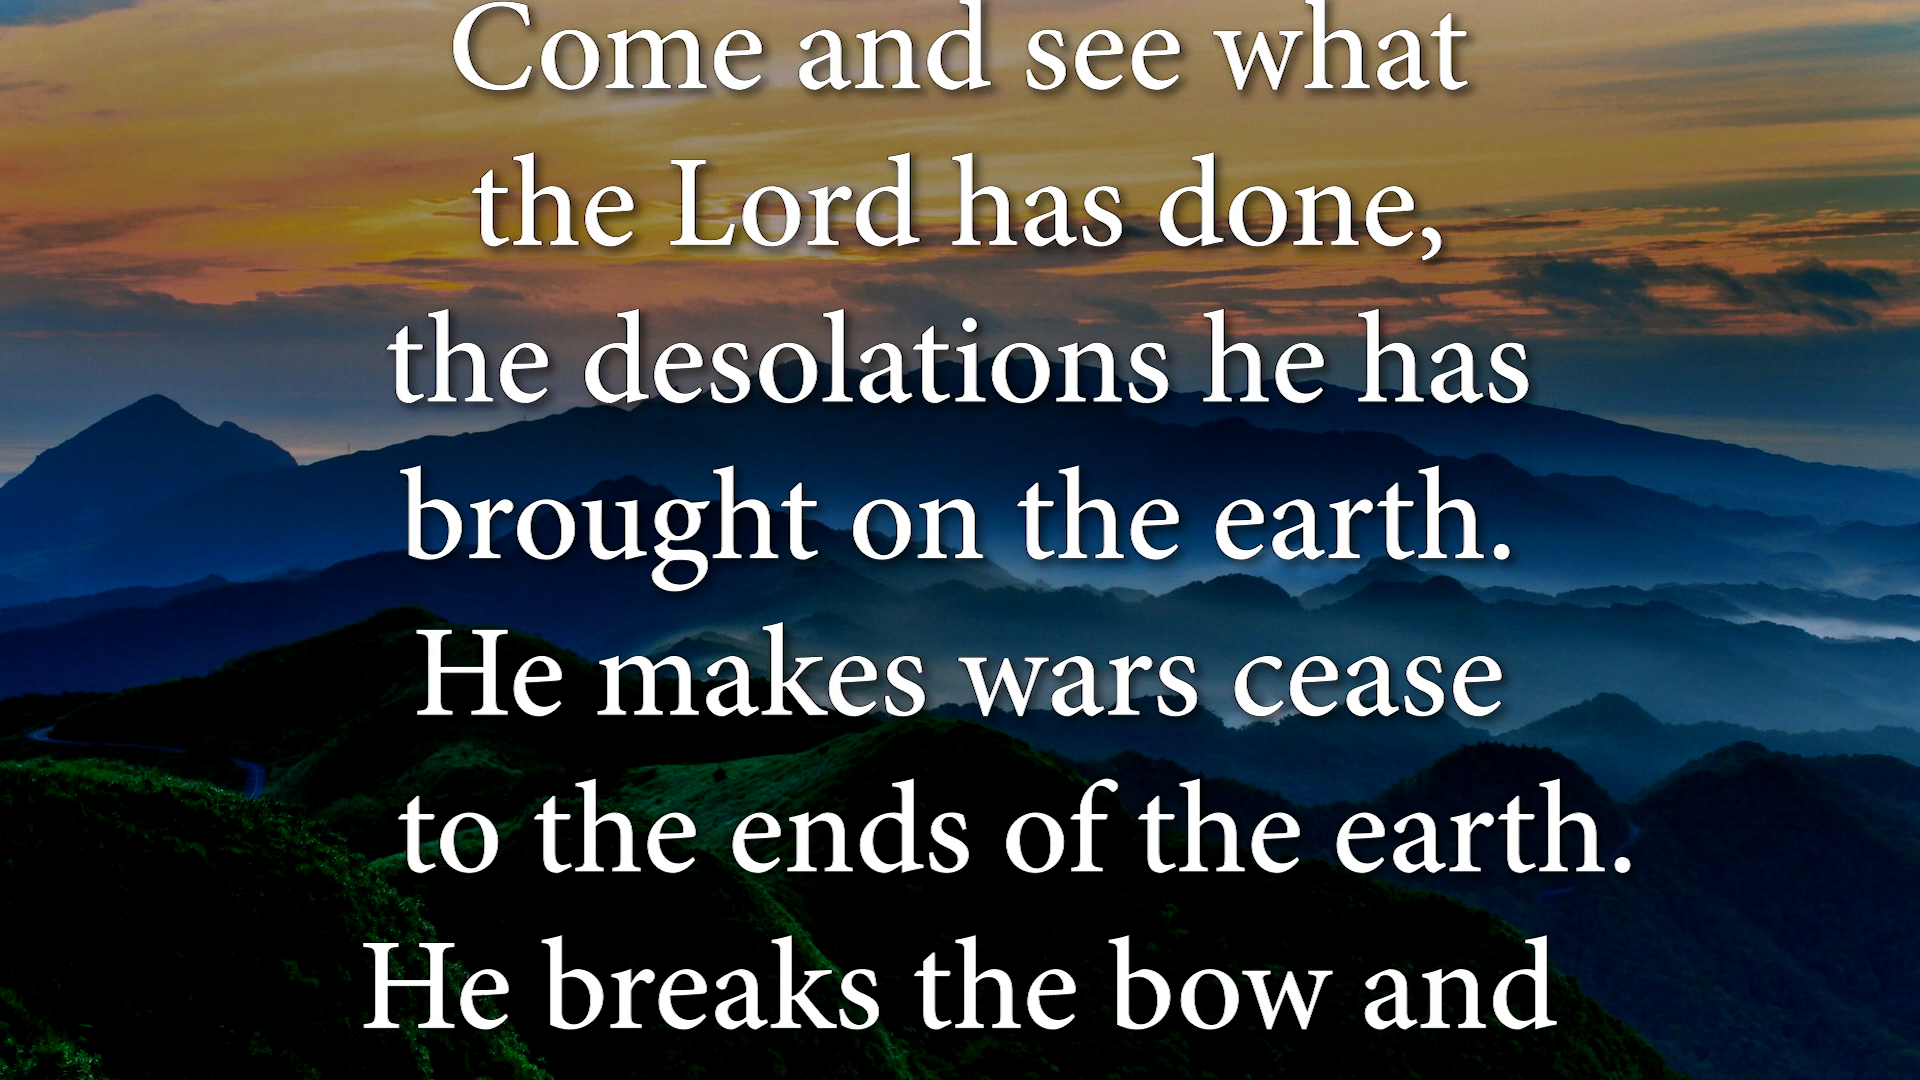 Come and see what
the Lord has done,
the desolations he has
brought on the earth.
He makes wars cease
to the ends of the earth.
He breaks the bow and